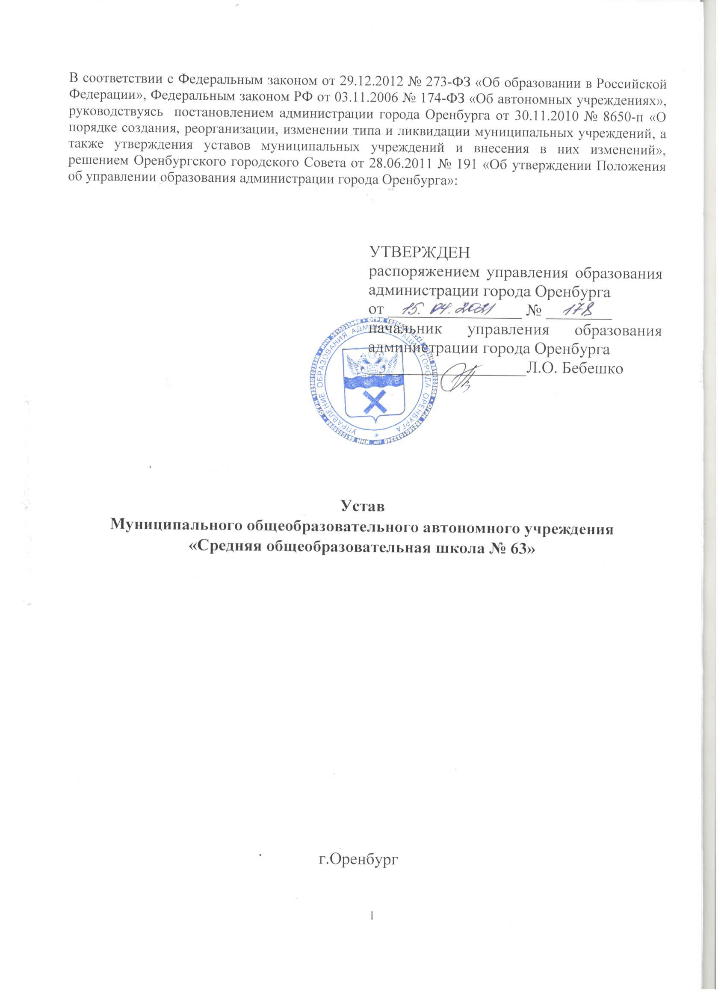 В соответствии с Федеральным законом от 29.12.2012 № 273-ФЗ «Об образовании в Российской
Федерации», Федеральным законом РФ от 03.11.2006 № 174-ФЗ «Об автономных учреждениях»,
руководствуясь постановлением администрации города Оренбурга от 30.11.2010 № 8650-п «О
порядке создания, реорганизации, изменении типа и ликвидации муниципальных учреждений, а
также утверждения уставов муниципальных учреждений и внесения в них изменений»,
решением Оренбургского городского Совета от 28.06.2011 № 191 «Об утверждении Положения
об управлении образования администрации города Оренбурга»:
УТВЕРЖДЕН
распоряжением управления образования
администрации города Оренбурга
от 15.04.2021 № 178
начальник управления образования
администрации города Оренбурга
Л.О. Бебешко
УПРАВЛЕНИЕ ОБРАЗОВАНИЯ АДМИНИСТРАЦИИ ГОРОДА ОРЕНБУРГА
Устав
Муниципального общеобразовательного автономного учреждения
«Средняя общеобразовательная школа № 63»
г.Оренбург
1